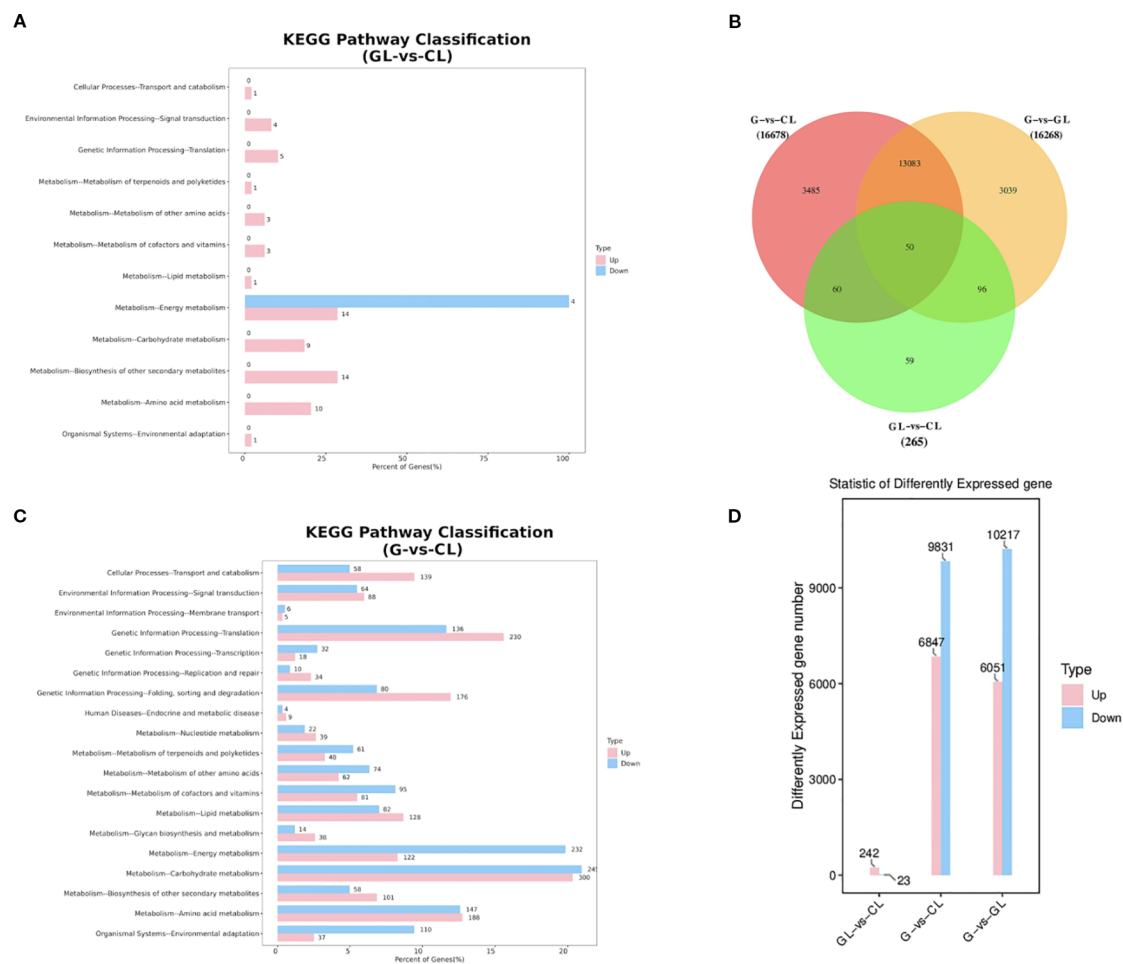 A
KEGG Pathway Classification
(GL-vs-CL)
Cellular Processes--Transport and catabolism
0
1
Environmental Information Processing--Signal transduction
0
4
Genetic Information Processing--Translation
0
5
Metabolism--Metabolism of terpenoids and polyketides
0
1
Metabolism--Metabolism of other amino acids
0
3
Metabolism--Metabolism of cofactors and vitamins
0
3
Metabolism--Lipid metabolism
0
1
Metabolism--Energy metabolism
4
14
Metabolism--Carbohydrate metabolism
0
9
Metabolism--Biosynthesis of other secondary metabolites
0
14
Metabolism--Amino acid metabolism
0
10
Organismal Systems--Environmental adaptation
0
1
0
25
50
75
100
Percent of Genes(%)
Type
Up
Down
B
G-vs-CL
(16678)
G-vs-GL
(16268)
13083
3485
3039
50
60
96
59
GL-vs-CL
(265)
C
KEGG Pathway Classification
(G-vs-CL)
Cellular Processes--Transport and catabolism
58
139
Environmental Information Processing--Signal transduction
64
88
Environmental Information Processing--Membrane transport
6
5
Genetic Information Processing--Translation
136
230
Genetic Information Processing--Transcription
32
18
Genetic Information Processing--Replication and repair
10
34
Genetic Information Processing--Folding, sorting and degradation
80
176
Human Diseases--Endocrine and metabolic disease
4
9
Metabolism--Nucleotide metabolism
22
39
Metabolism--Metabolism of terpenoids and polyketides
61
48
Metabolism--Metabolism of other amino acids
74
62
Metabolism--Metabolism of cofactors and vitamins
95
81
Metabolism--Lipid metabolism
82
128
Metabolism--Glycan biosynthesis and metabolism
14
38
Metabolism--Energy metabolism
232
122
Metabolism--Carbohydrate metabolism
300
Metabolism--Biosynthesis of other secondary metabolites
58
101
Metabolism--Amino acid metabolism
147
188
Organismal Systems--Environmental adaptation
110
37
0
5
10
15
20
Percent of Genes(%)
Type
Up
Down
D
Statistic of Differently Expressed gene
Differently Expressed gene number
9000
6000
3000
0
242
23
6847
9831
6051
10217
GL-vs-CL
G-vs-CL
G-vs-GL
Type
Up
Down